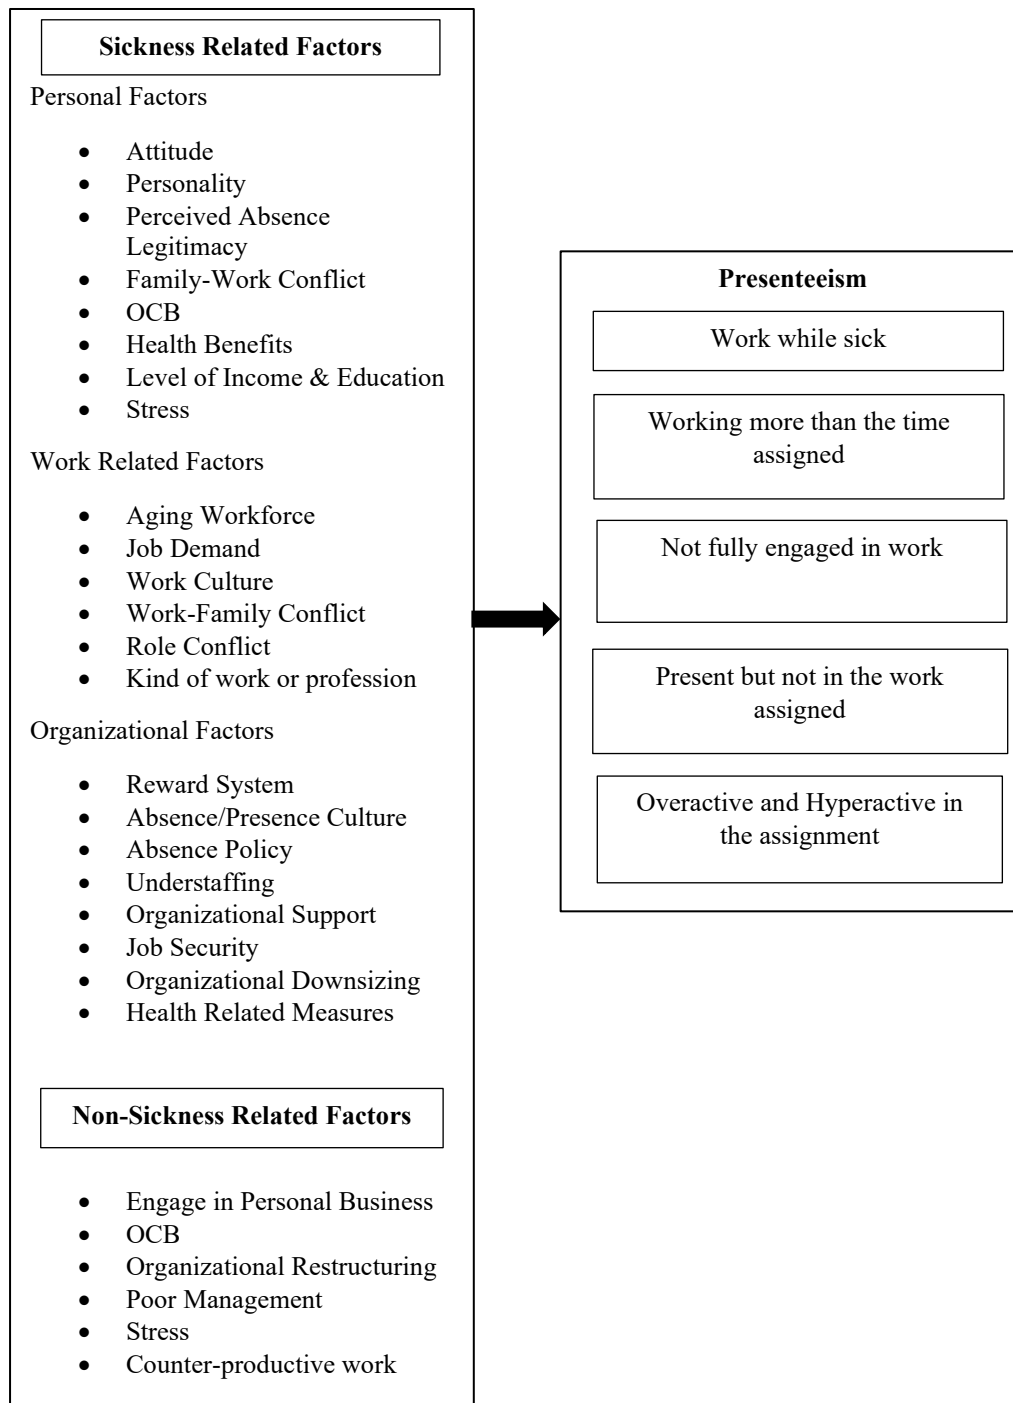 Sickness Related Factors
Personal Factors
• Attitude
• Personality
• Perceived Absence
Legitimacy
• Family-Work Conflict
• OCB
• Health Benefits
• Level of Income & Education
• Stress
Work Related Factors
• Aging Workforce
• Job Demand
• Work Culture
• Work-Family Conflict
• Role Conflict
• Kind of work or profession
Organizational Factors
• Reward System
• Absence/Presence Culture
• Absence Policy
• Understaffing
• Organizational Support
• Job Security
• Organizational Downsizing
• Health Related Measures
Non-Sickness Related Factors
• Engage in Personal Business
• OCB
• Organizational Restructuring
• Poor Management
• Stress
• Counter-productive work
Presenteeism
Work while sick
Working more than the time
assigned
Not fully engaged in work
Present but not in the work
assigned
Overactive and Hyperactive in
the assignment